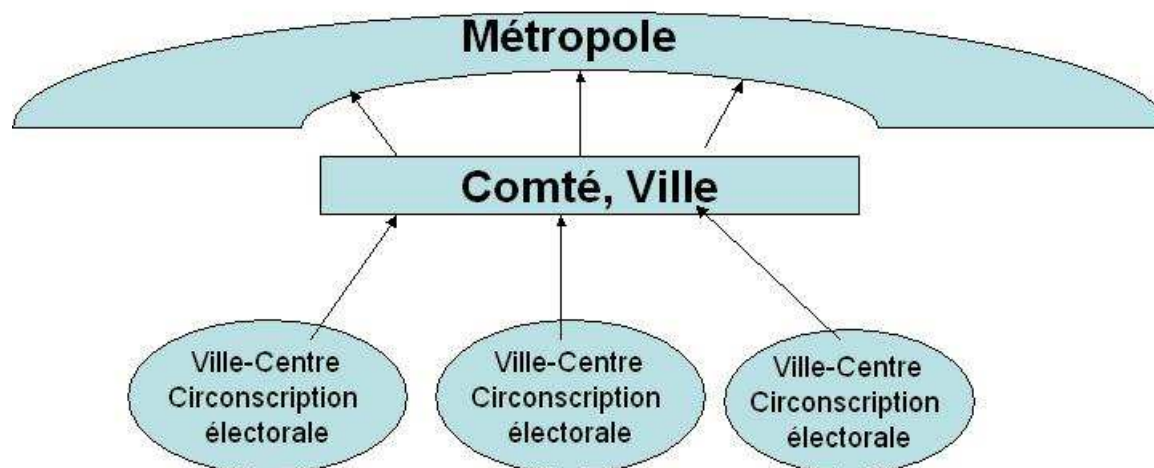 Métropole
Comté, Ville
Ville-Centre
Circonscription
électorale
Ville-Centre
Circonscription
électorale
Ville-Centre
Circonscription
électorale